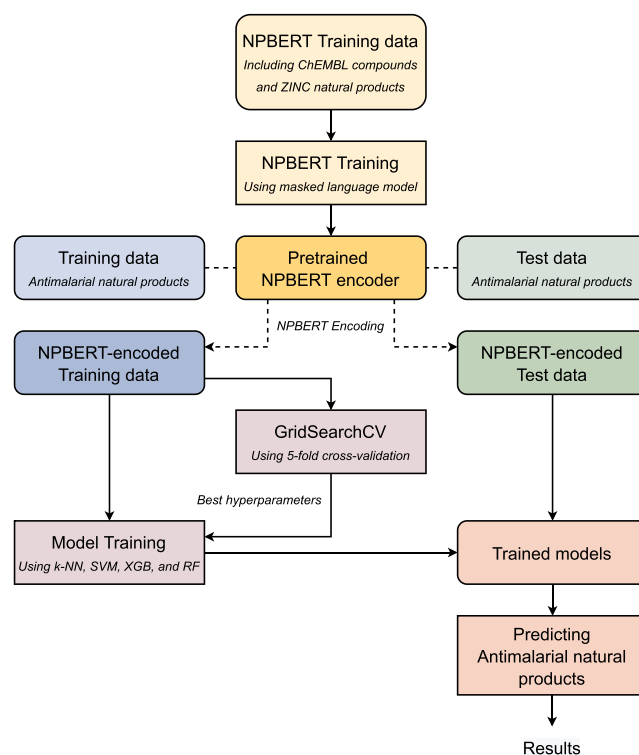 NPBERT Training data
Including ChEMBL compounds
and ZINC natural products
NPBERT Training
Using masked language model
Training data
Antimalarial natural products
Pretrained
NPBERT encoder
Test data
Antimalarial natural products
NPBERT Encoding
NPBERT-encoded
Training data
NPBERT-encoded
Test data
GridSearchCV
Using 5-fold cross-validation
Best hyperparameters
Model Training
Using k-NN, SVM, XGB, and RF
Trained models
Predicting
Antimalarial natural
products
Results